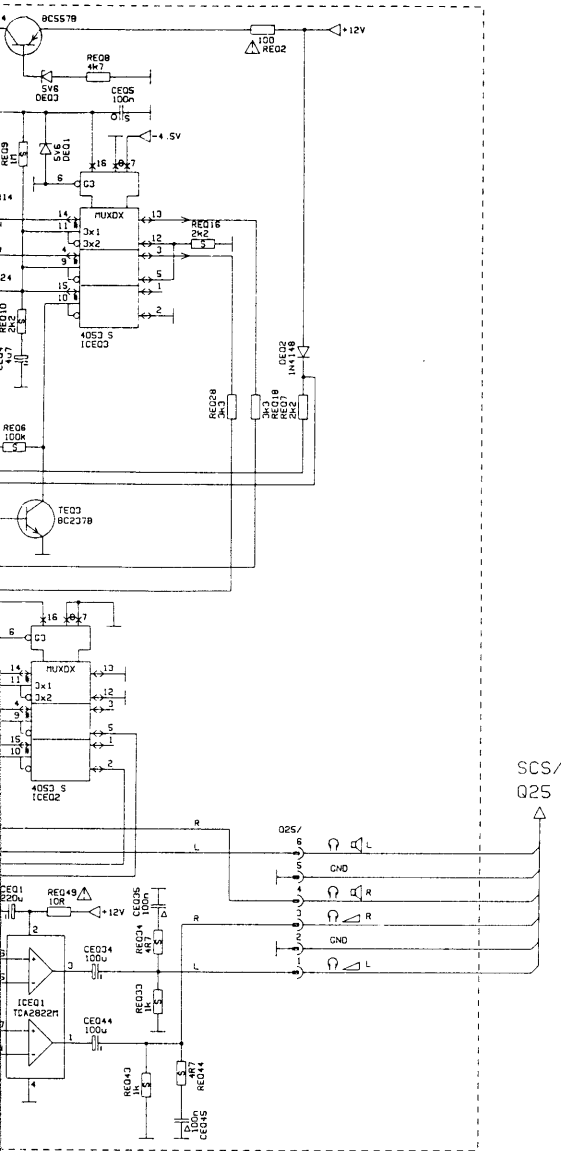 4
BC557B
100
REQ2
+12V
REQ8
4k7
5V6
DEQ3
CEQ5
100n
S
-4.5V
REQ9
1M
S
5V6
DEQ1
16
8
7
6
G3
14
MUXDX
14
13
11
3x1
3x2
12
REQ16
2k2
S
4
3
9
5
24
15
1
10
2
REQ10
2k2
S
4053 S
ICEQ3
4u7
DEQ2
1N4148
REQ28
3k3
3k3
REQ18
REQ7
2k2
REQ6
100k
S
TEQ3
BC237B
16
8
7
6
G3
14
MUXDX
13
11
3x1
3x2
12
4
3
9
5
15
1
10
2
4053 S
ICEQ2
SCS/
Q25
R
L
Q25/
6
L
5
GND
4
R
3
R
2
GND
1
L
CEQ1
220u
REQ49
10R
+12V
CEQ35
100n
R
REQ34
4R7
S
2
3
CEQ34
100u
L
REQ33
1k
S
ICEQ1
TCA2822M
1
CEQ44
100u
4
REQ43
1k
S
S
4R7
REQ44
100n
CEQ45